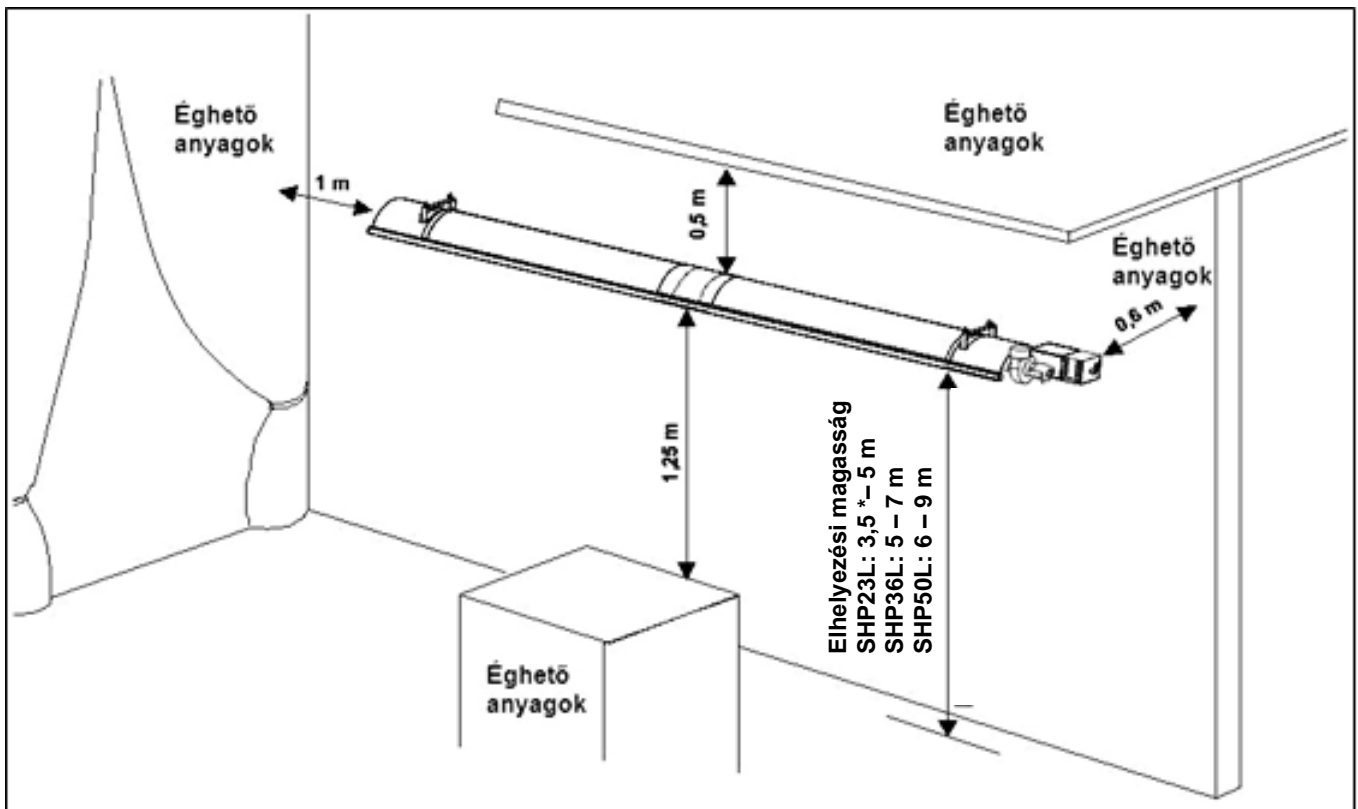 Éghető
anyagok
1 m
0,5 m
Éghető
anyagok
Éghető
anyagok
0,6 m
1,25 m
Elhelyezési magasság
SHP23L: 3,5 *– 5 m
SHP36L: 5 – 7 m
SHP50L: 6 – 9 m
Éghető
anyagok